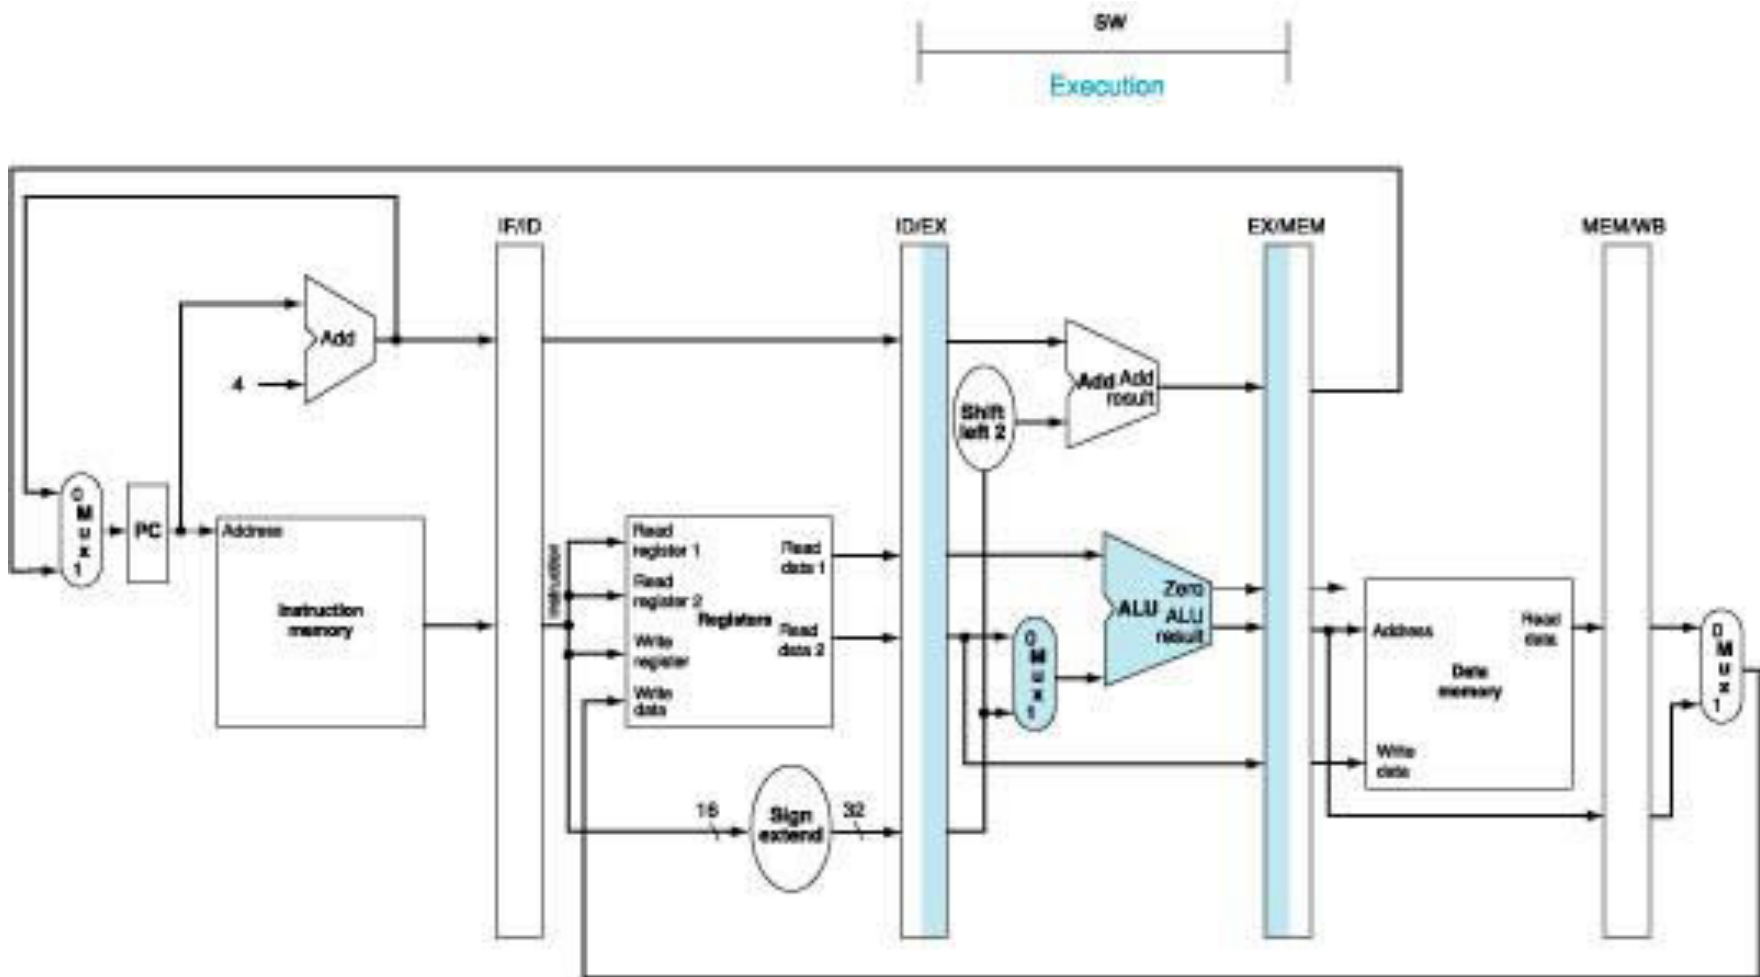 SW
Execution
IF/ID
ID/EX
EX/MEM
MEM/WB
Add
4
Shift
left 2
Add Add
result
0
M
u
x
1
PC
Address
Instruction
memory
Instruction
Read
register 1
Read
register 2
Write
register
Write
data
Registers
Read
data 1
Read
data 2
0
M
u
x
1
Zero
ALU
ALU
result
Address
Write
data
Data
memory
Read
data
0
M
u
x
1
16
Sign
extend
32